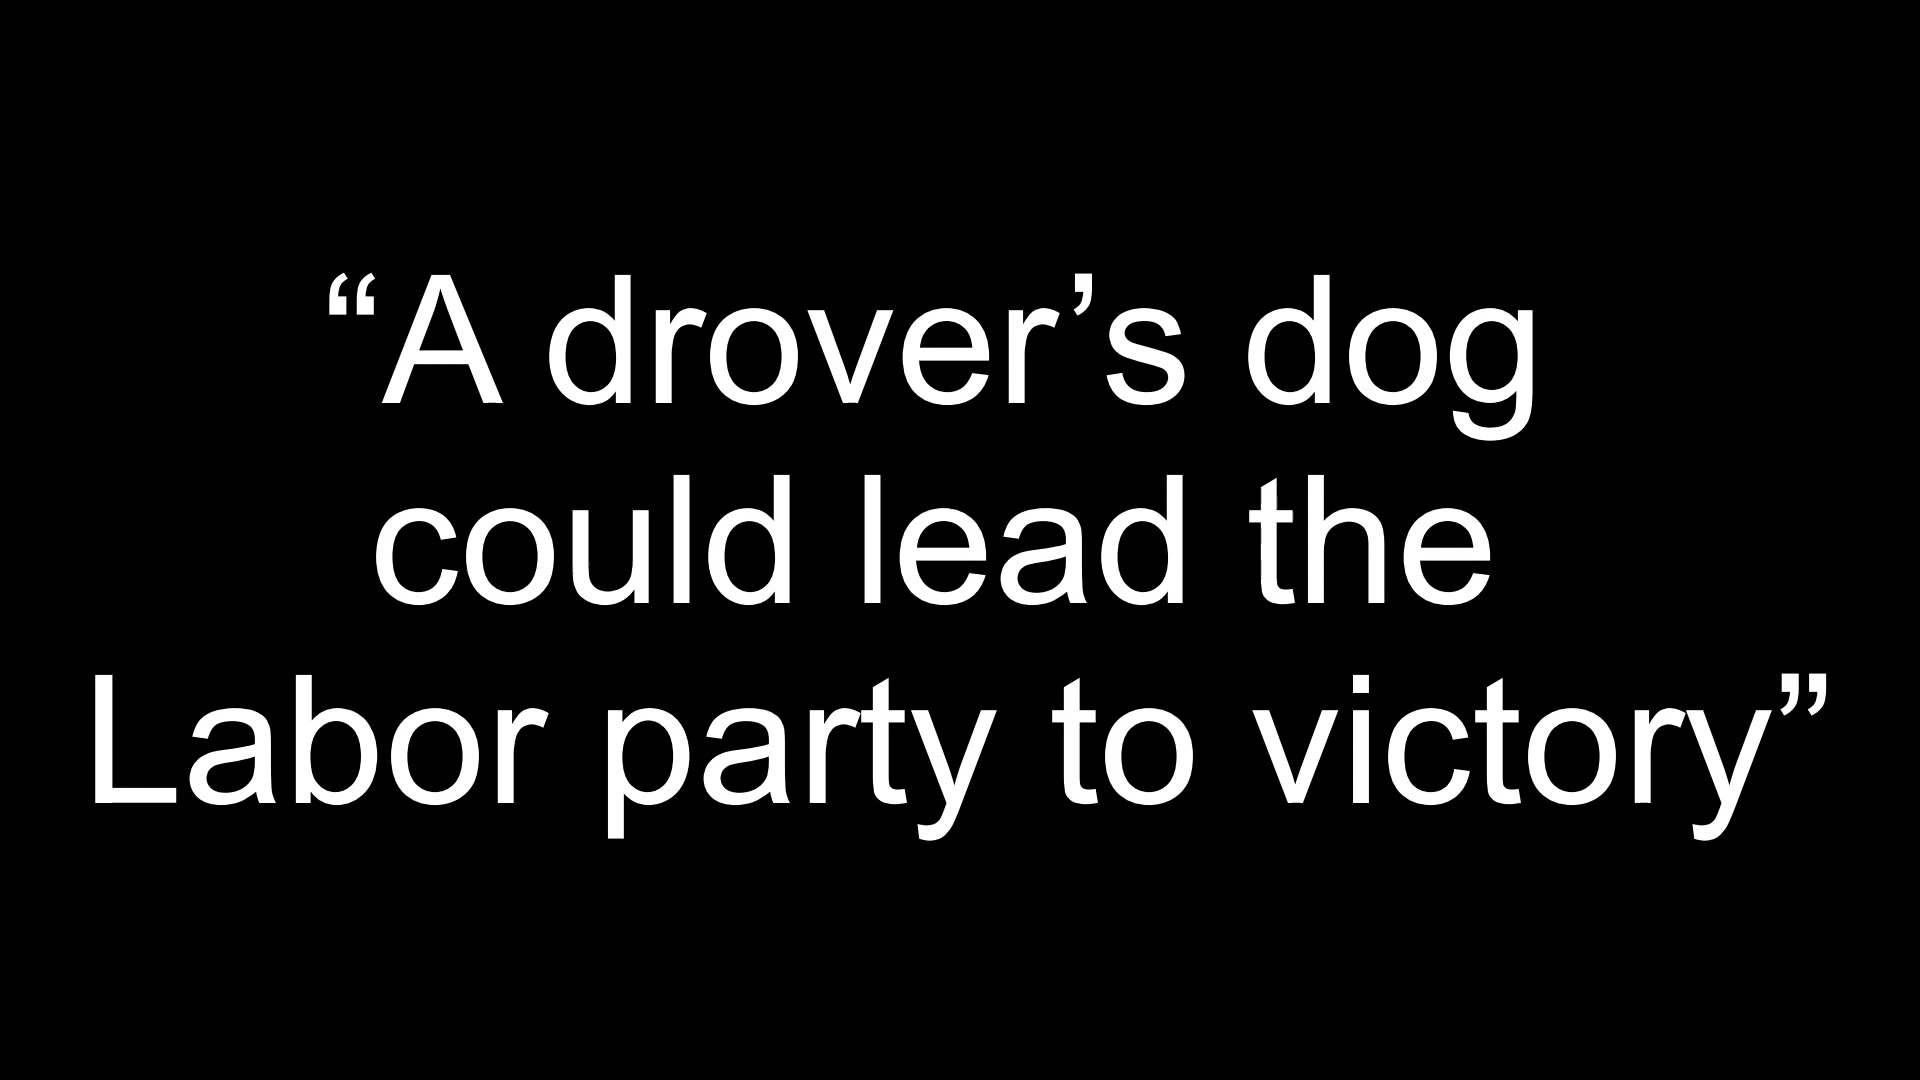 “A drover’s dog
could lead the
Labor party to victory”